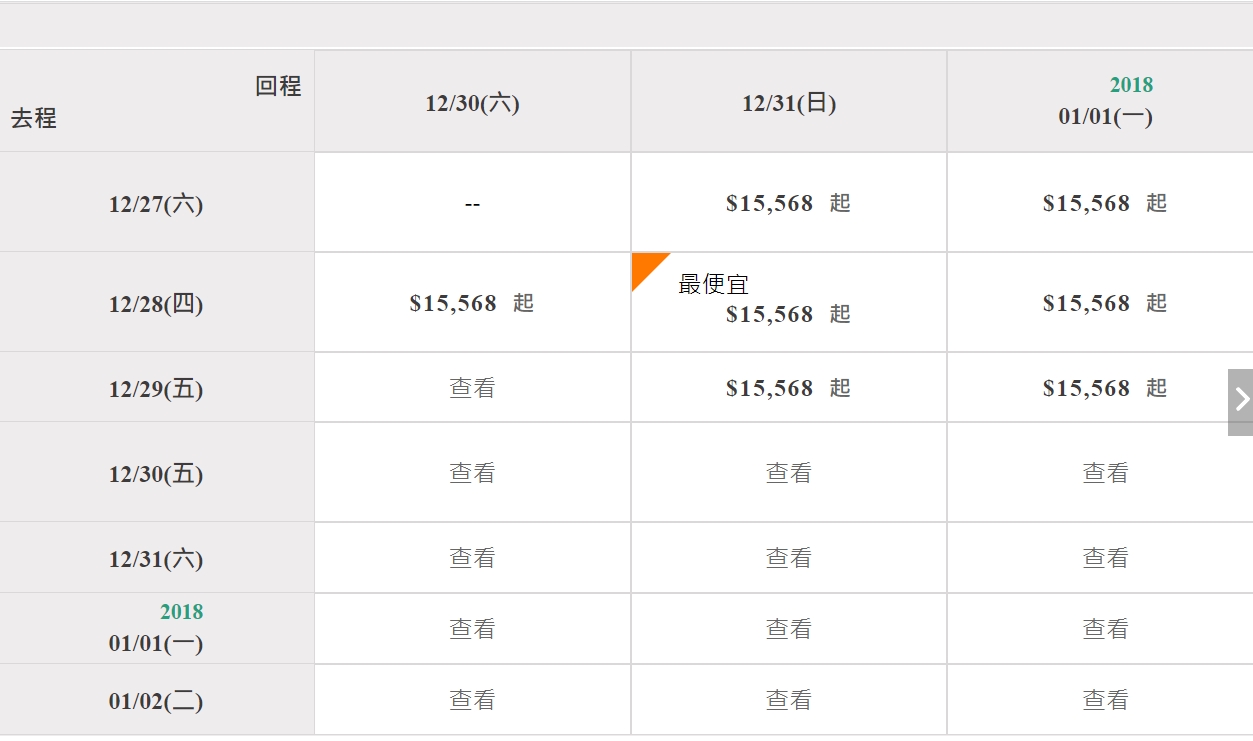 回程
去程
12/30(六)
12/31(日)
2018
01/01(一)
12/27(六)
--
$15,568 起
$15,568 起
12/28(四)
$15,568 起
最便宜
$15,568 起
$15,568 起
12/29(五)
查看
$15,568 起
$15,568 起
12/30(五)
查看
查看
查看
12/31(六)
查看
查看
查看
2018
01/01(一)
查看
查看
查看
01/02(二)
查看
查看
查看